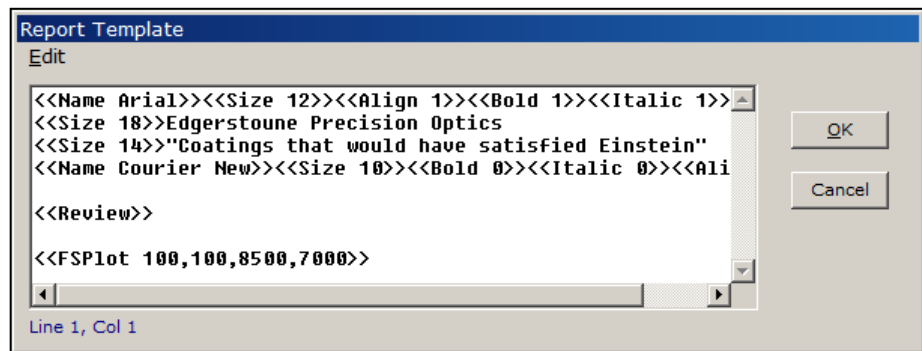 Report Template
Edit
<<Name Arial>><<Size 12>><<Align 1>><<Bold 1>><<Italic 1>>
<<Size 18>>Edgerstoune Precision Optics
<<Size 14>>"Coatings that would have satisfied Einstein"
<<Name Courier New>><<Size 10>><<Bold 0>><<Italic 0>><<Ali
<<Review>>
<<FSPlot 100,100,8500,7000>>
OK
Cancel
Line 1, Col 1